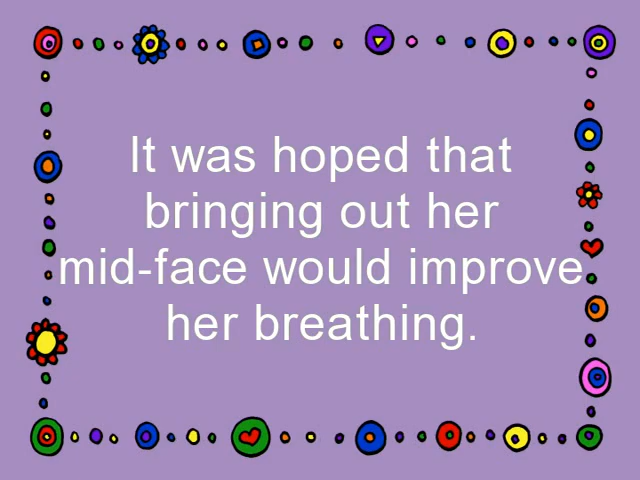 It was hoped that
bringing out her
mid-face would improve
her breathing.